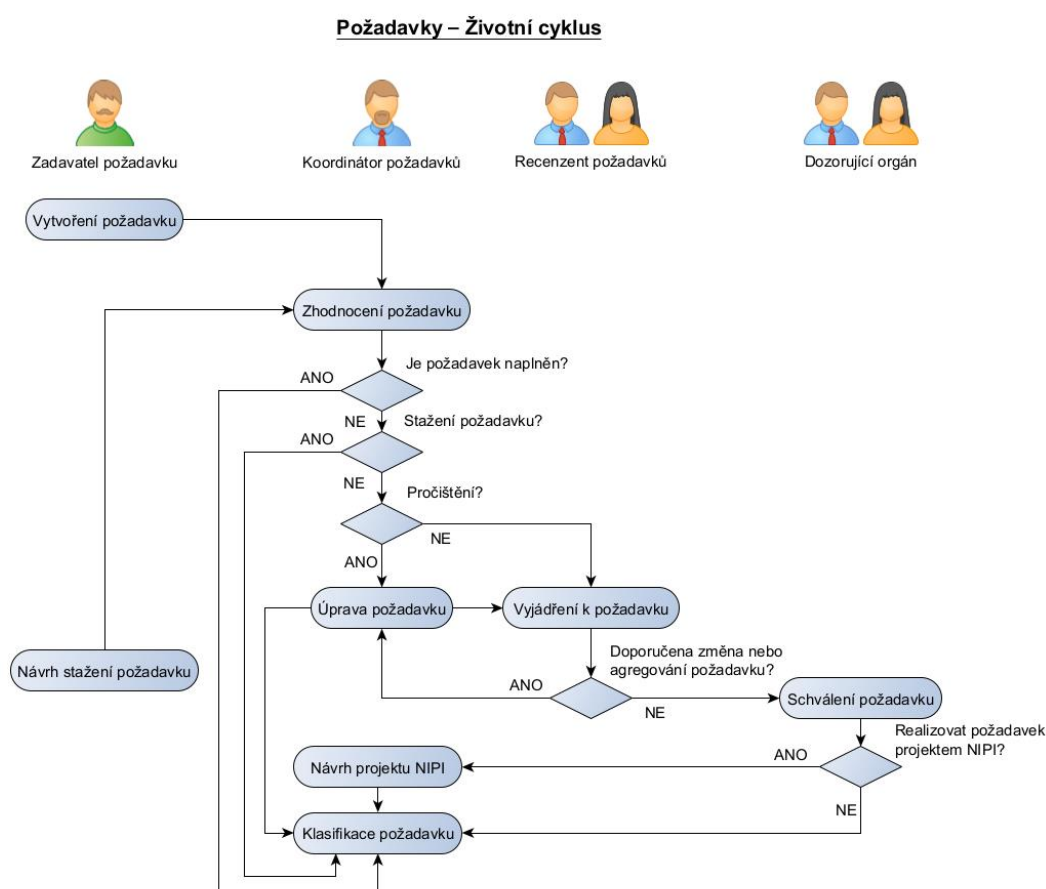 Požadavky – Životní cyklus
Zadavatel požadavku
Koordinátor požadavků
Recenzent požadavků
Dozorující orgán
Vytvoření požadavku
Zhodnocení požadavku
Je požadavek naplněn?
ANO
NE
Stažení požadavku?
ANO
NE
Pročištění?
NE
ANO
Úprava požadavku
Vyjádření k požadavku
Doporučena změna nebo
agregování požadavku?
Návrh stažení požadavku
ANO
NE
Schválení požadavku
Realizovat požadavek
projektem NIPI?
ANO
Návrh projektu NIPI
NE
Klasifikace požadavku